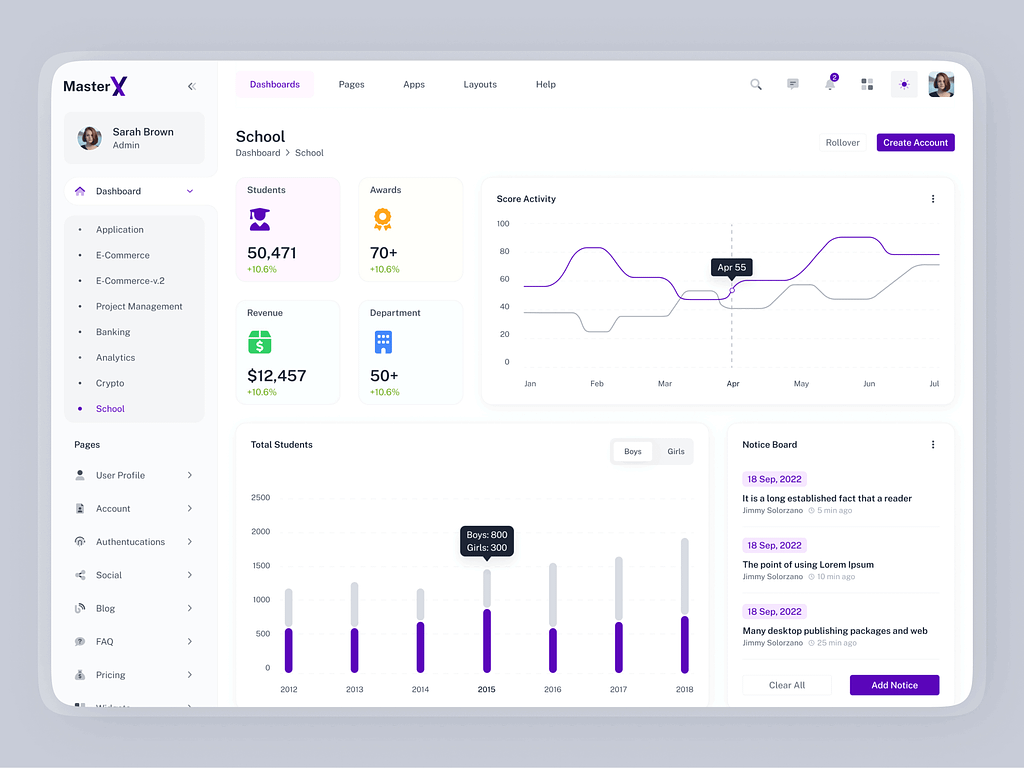 MasterX
Sarah Brown
Admin
Dashboard
Application
E-Commerce
E-Commerce-v.2
Project Management
Banking
Analytics
Crypto
School
Pages
User Profile
Account
Authentucations
Social
Blog
FAQ
Pricing
Widgets
Dashboards Pages Apps Layouts Help
2
School
Dashboard > School
Rollover Create Account
Students
50,471
+10.6%
Awards
70+
+10.6%
Revenue
$
$12,457
+10.6%
Department
50+
+10.6%
Score Activity
100
80
60
40
20
0
Apr 55
Jan Feb Mar Apr May Jun Jul
Total Students
Boys Girls
2500
2000
1500
1000
500
0
Boys: 800
Girls: 300
2012 2013 2014 2015 2016 2017 2018
Notice Board
18 Sep, 2022
It is a long established fact that a reader
Jimmy Solorzano 5 min ago
18 Sep, 2022
The point of using Lorem Ipsum
Jimmy Solorzano 10 min ago
18 Sep, 2022
Many desktop publishing packages and web
Jimmy Solorzano 25 min ago
Clear All Add Notice